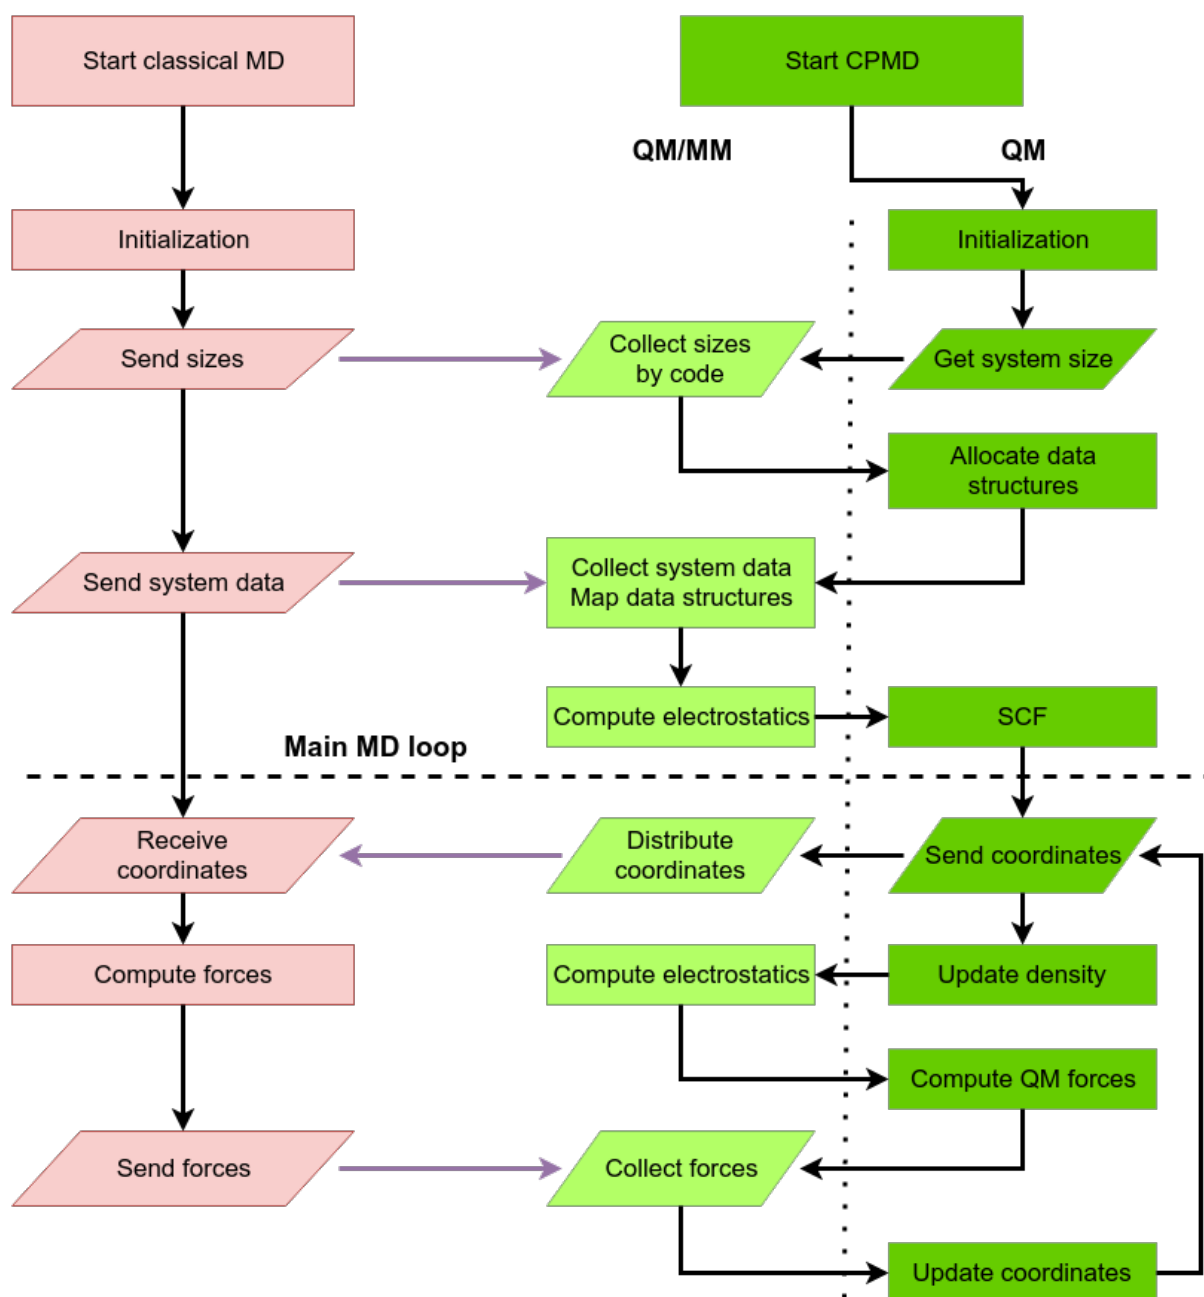 Start classical MD
Start CPMD
QM/MM
QM
Initialization
Initialization
Send sizes
Collect sizes
by code
Get system size
Allocate data
structures
Send system data
Collect system data
Map data structures
Compute electrostatics
SCF
Main MD loop
Receive
coordinates
Distribute
coordinates
Send coordinates
Compute forces
Compute electrostatics
Update density
Compute QM forces
Send forces
Collect forces
Update coordinates